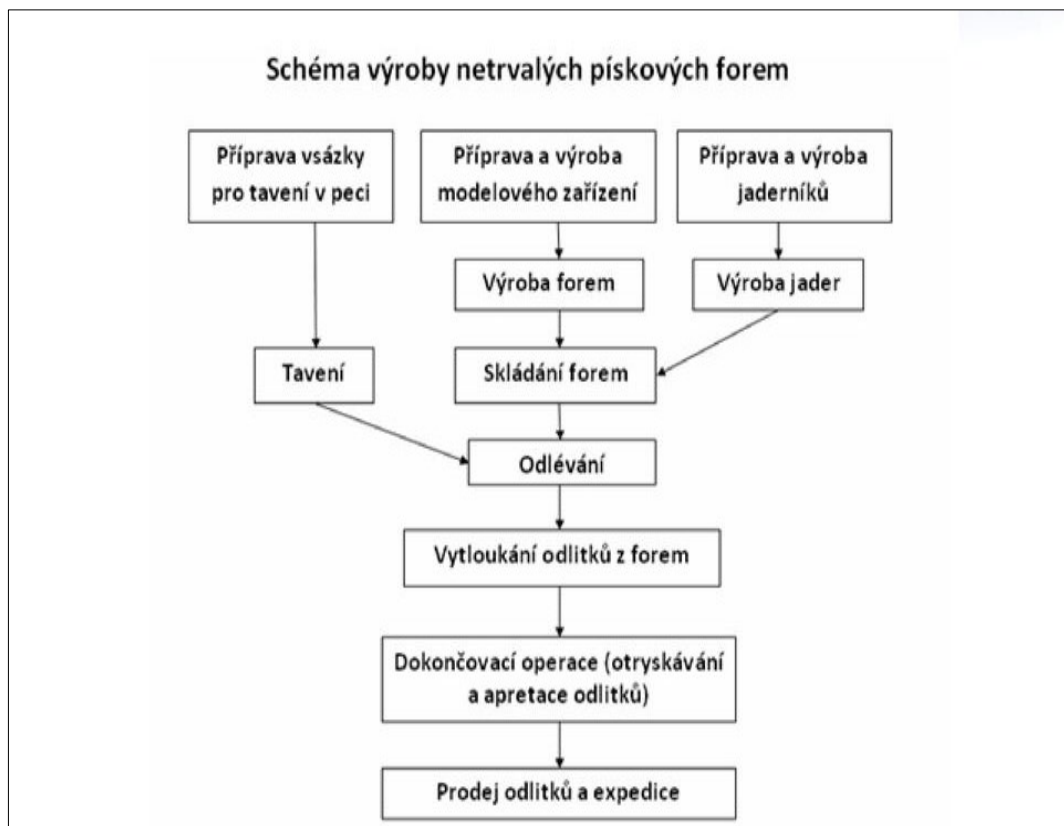 Schéma výroby netrvalých pískových forem
Příprava vsázky
pro tavení v peci
Příprava a výroba
modelového zařízení
Příprava a výroba
jaderníků
Výroba forem
Výroba jader
Tavení
Skládání forem
Odlévání
Vytloukání odlitků z forem
Dokončovací operace (otryskávání
a apretace odlitků)
Prodej odlitků a expedice